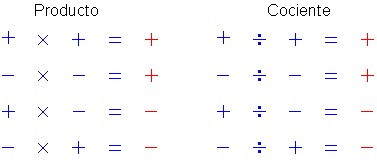 Producto Cociente
+ × + = + + ÷ + = +
− × − = + − ÷ − = +
+ × − = − + ÷ − = −
− × + = − − ÷ + = −